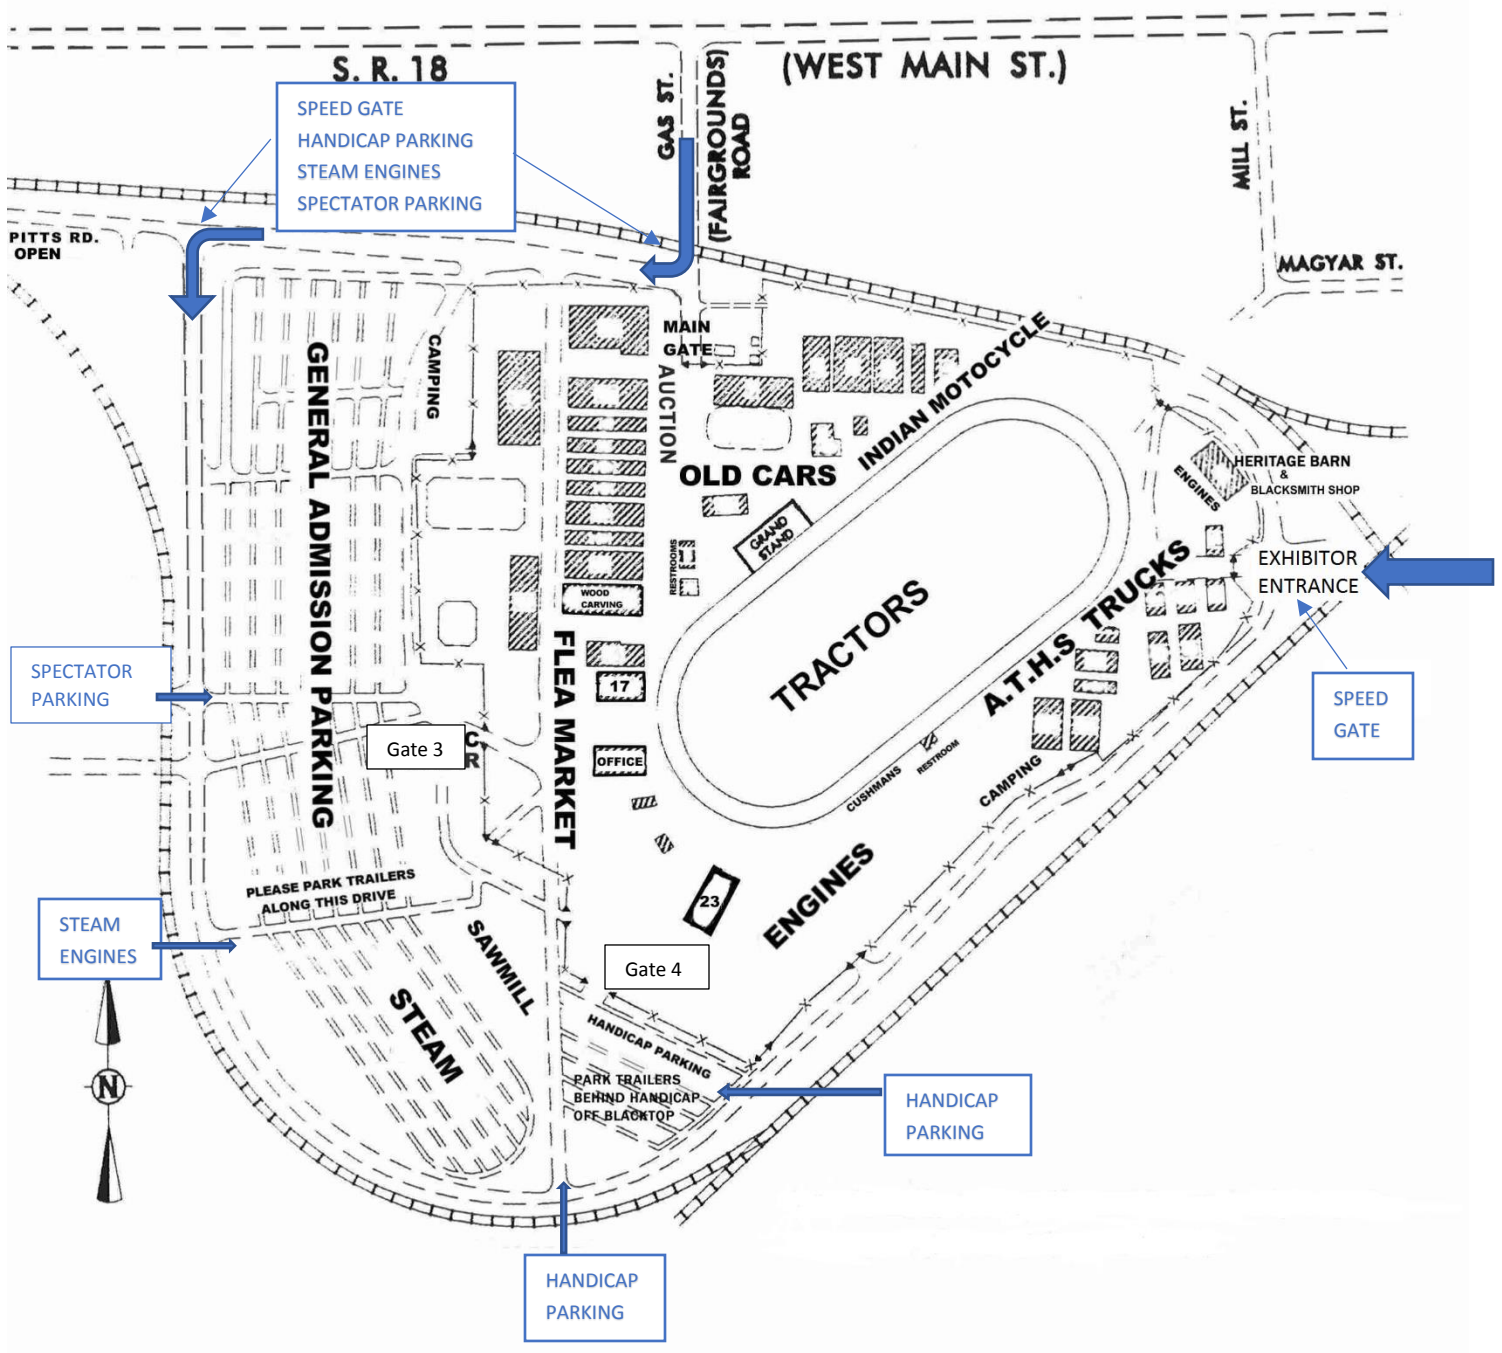 S. R. 18
(WEST MAIN ST.)
GAS ST.
(FAIRGROUNDS)
ROAD
MILL ST.
MAGYAR ST.
SPEED GATE
HANDICAP PARKING
STEAM ENGINES
SPECTATOR PARKING
PITTS RD.
OPEN
MAIN
GATE
AUCTION
CAMPING
GENERAL ADMISSION PARKING
INDIAN MOTOCYCLE
OLD CARS
GRAND
STAND
RESTROOMS
WOOD
CARVING
FLEA MARKET
17
OFFICE
TRACTORS
A.T.H.S TRUCKS
ENGINES
HERITAGE BARN
&
BLACKSMITH SHOP
EXHIBITOR
ENTRANCE
SPEED
GATE
SPECTATOR
PARKING
Gate 3
C
R
CUSHMANS
RESTROOM
CAMPING
PLEASE PARK TRAILERS
ALONG THIS DRIVE
STEAM
ENGINES
SAWMILL
STEAM
23
ENGINES
Gate 4
HANDICAP PARKING
PARK TRAILERS
BEHIND HANDICAP
OFF BLACKTOP
N
HANDICAP
PARKING
HANDICAP
PARKING